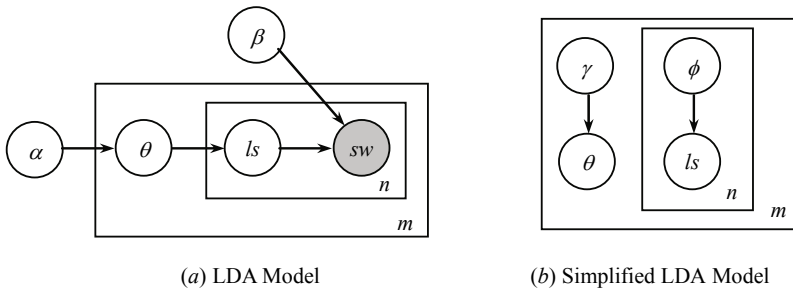 β
α
θ
ls
sw
n
m
(a) LDA Model
γ
ϕ
θ
ls
n
m
(b) Simplified LDA Model